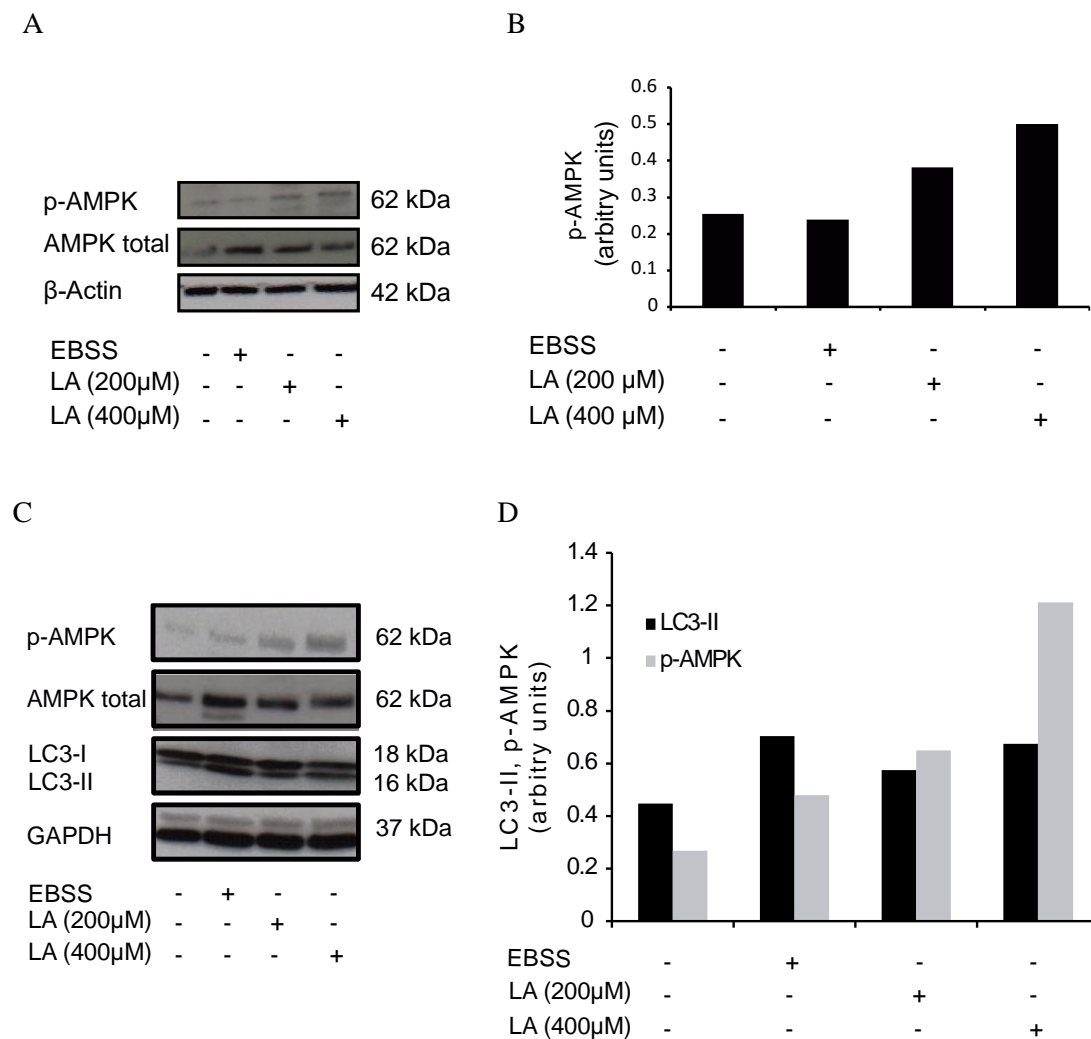 A
p-AMPK 62 kDa
AMPK total 62 kDa
β-Actin 42 kDa
EBSS - + - -
LA (200μM) - - + -
LA (400μM) - - - +
B
p-AMPK
(arbitry units)
0.6
0.5
0.4
0.3
0.2
0.1
0
EBSS - + - -
LA (200 μM) - - + -
LA (400 μM) - - - +
C
p-AMPK 62 kDa
AMPK total 62 kDa
LC3-I 18 kDa
LC3-II 16 kDa
GAPDH 37 kDa
EBSS - + - -
LA (200μM) - - + -
LA (400μM) - - - +
D
LC3-II, p-AMPK
(arbitry units)
1.4
1.2
1
0.8
0.6
0.4
0.2
0
LC3-II
p-AMPK
EBSS - + - -
LA (200μM) - - + -
LA (400μM) - - - +